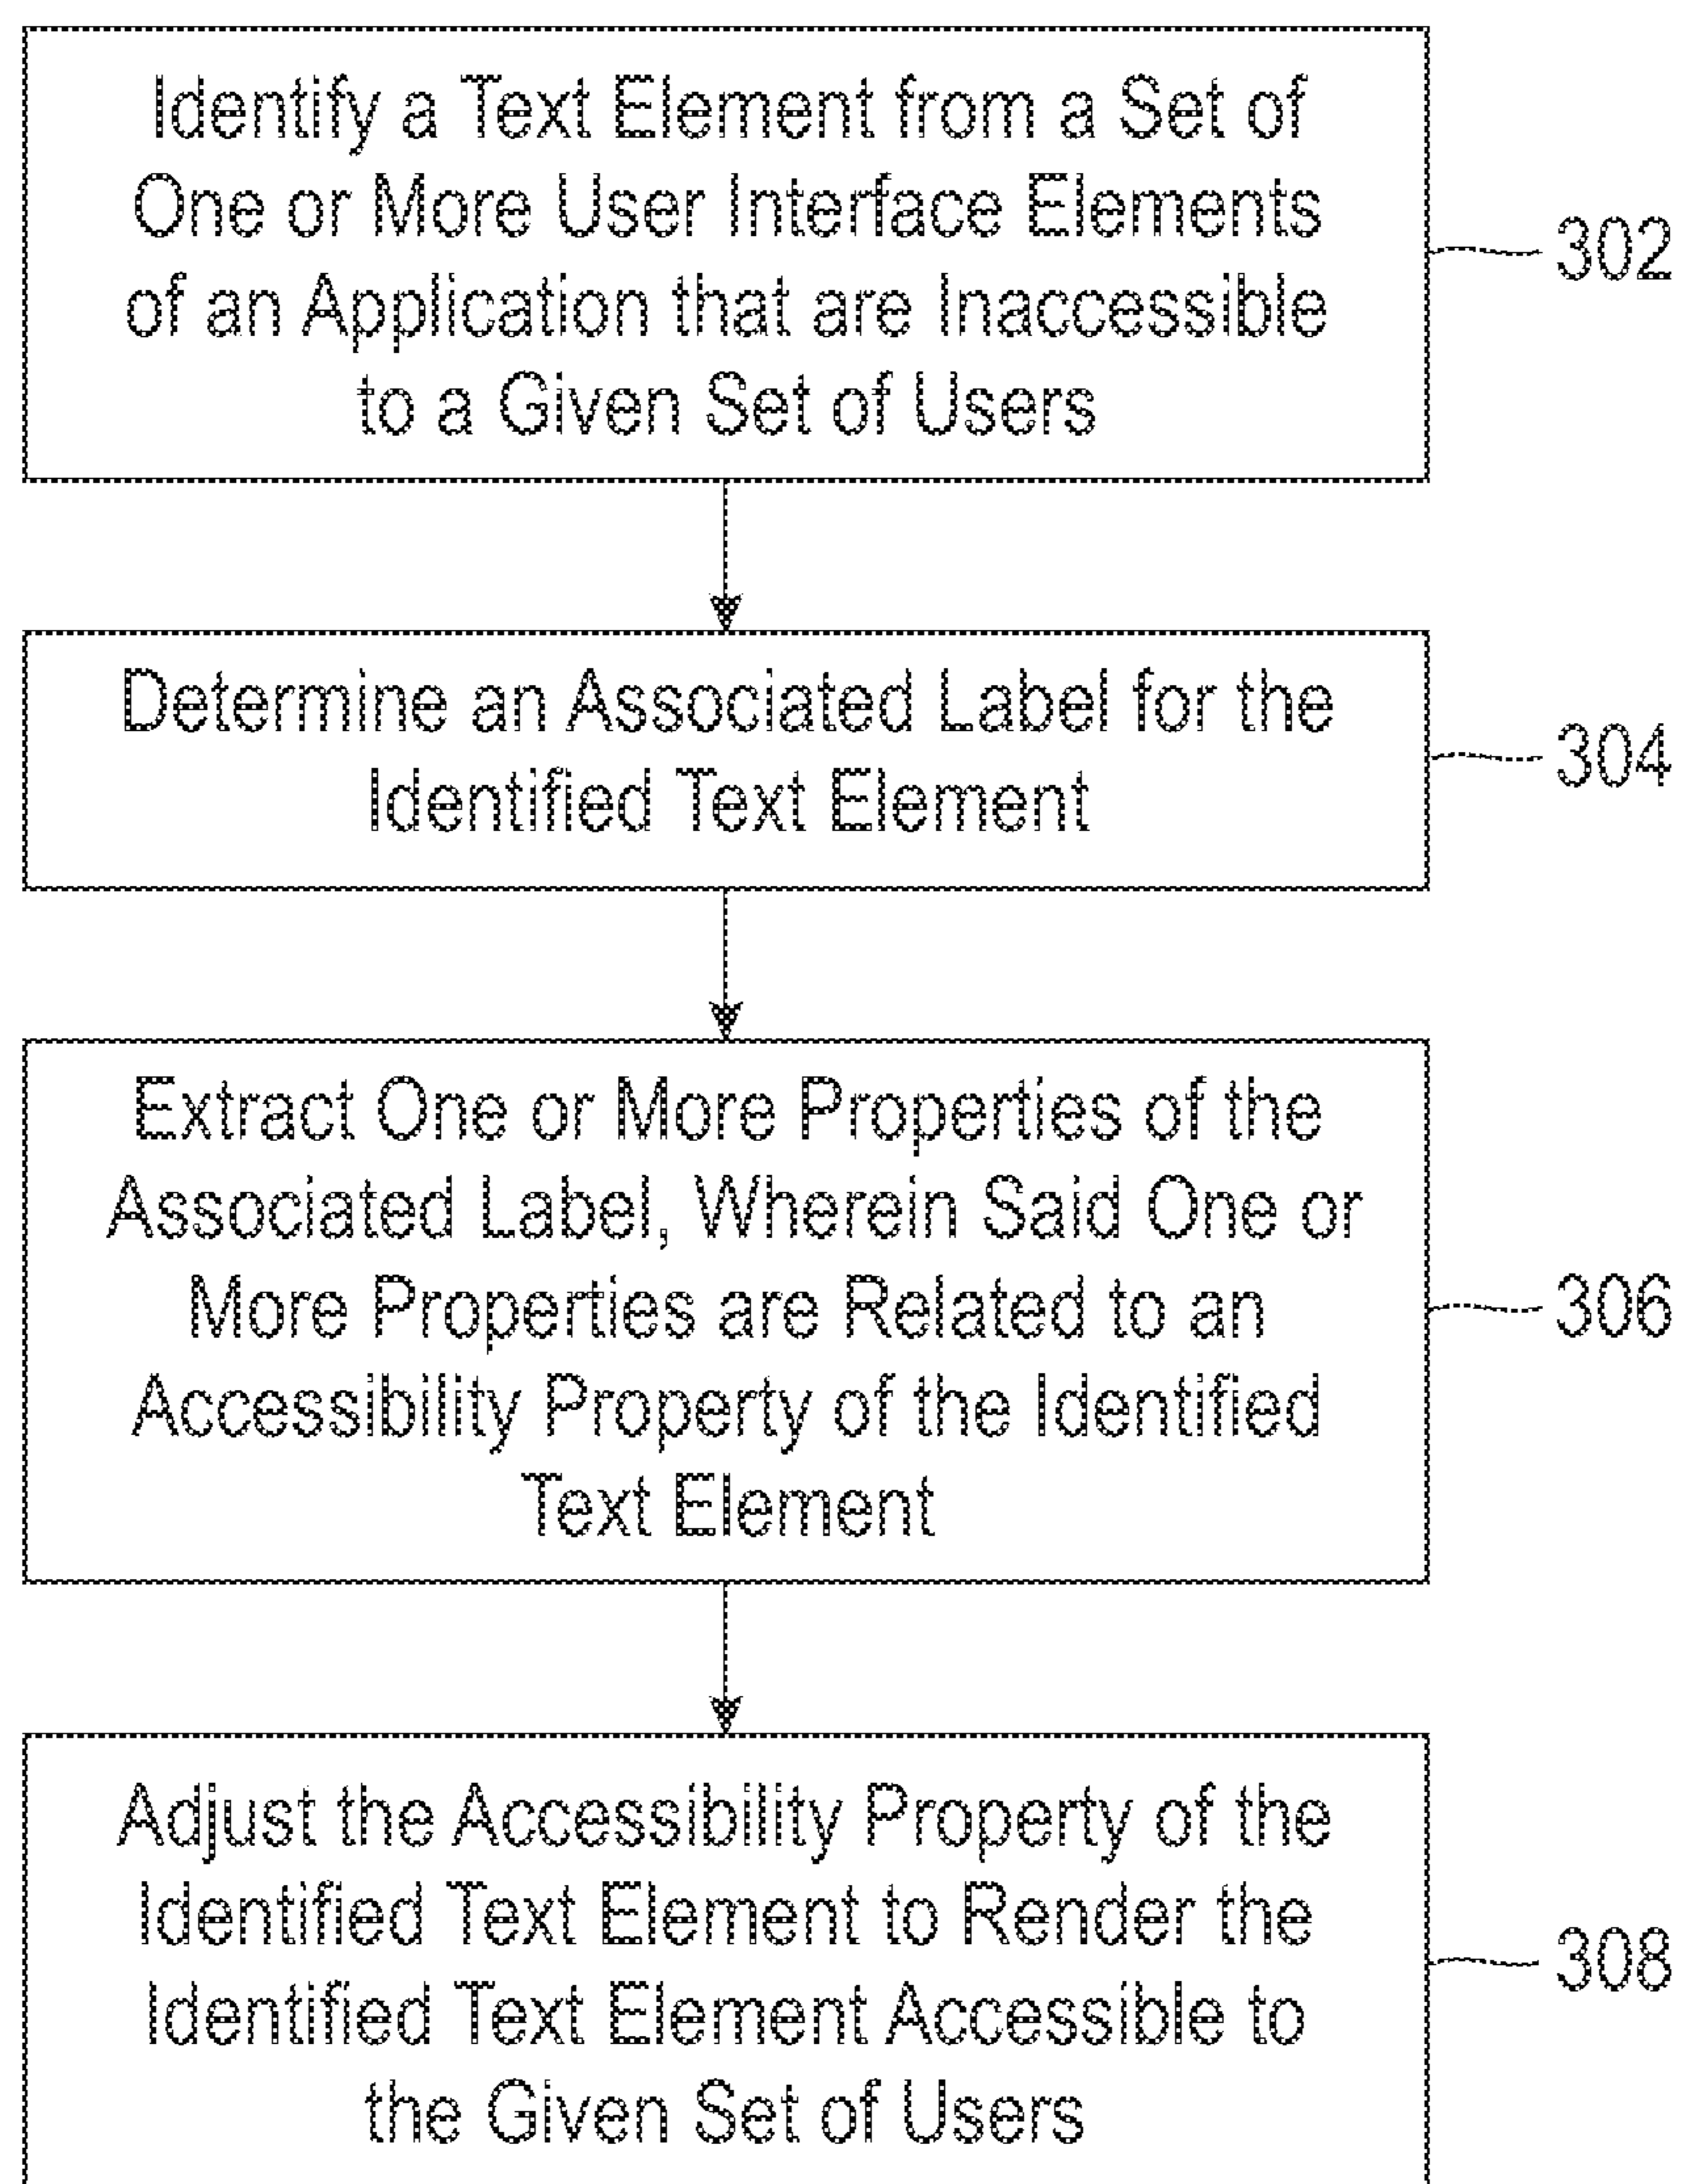 Identify a Text Element from a Set of
One or More User Interface Elements
of an Application that are Inaccessible
to a Given Set of Users
302
Determine an Associated Label for the
Identified Text Element
304
Extract One or More Properties of the
Associated Label, Wherein Said One or
More Properties are Related to an
Accessibility Property of the Identified
Text Element
306
Adjust the Accessibility Property of the
Identified Text Element to Render the
Identified Text Element Accessible to
the Given Set of Users
308